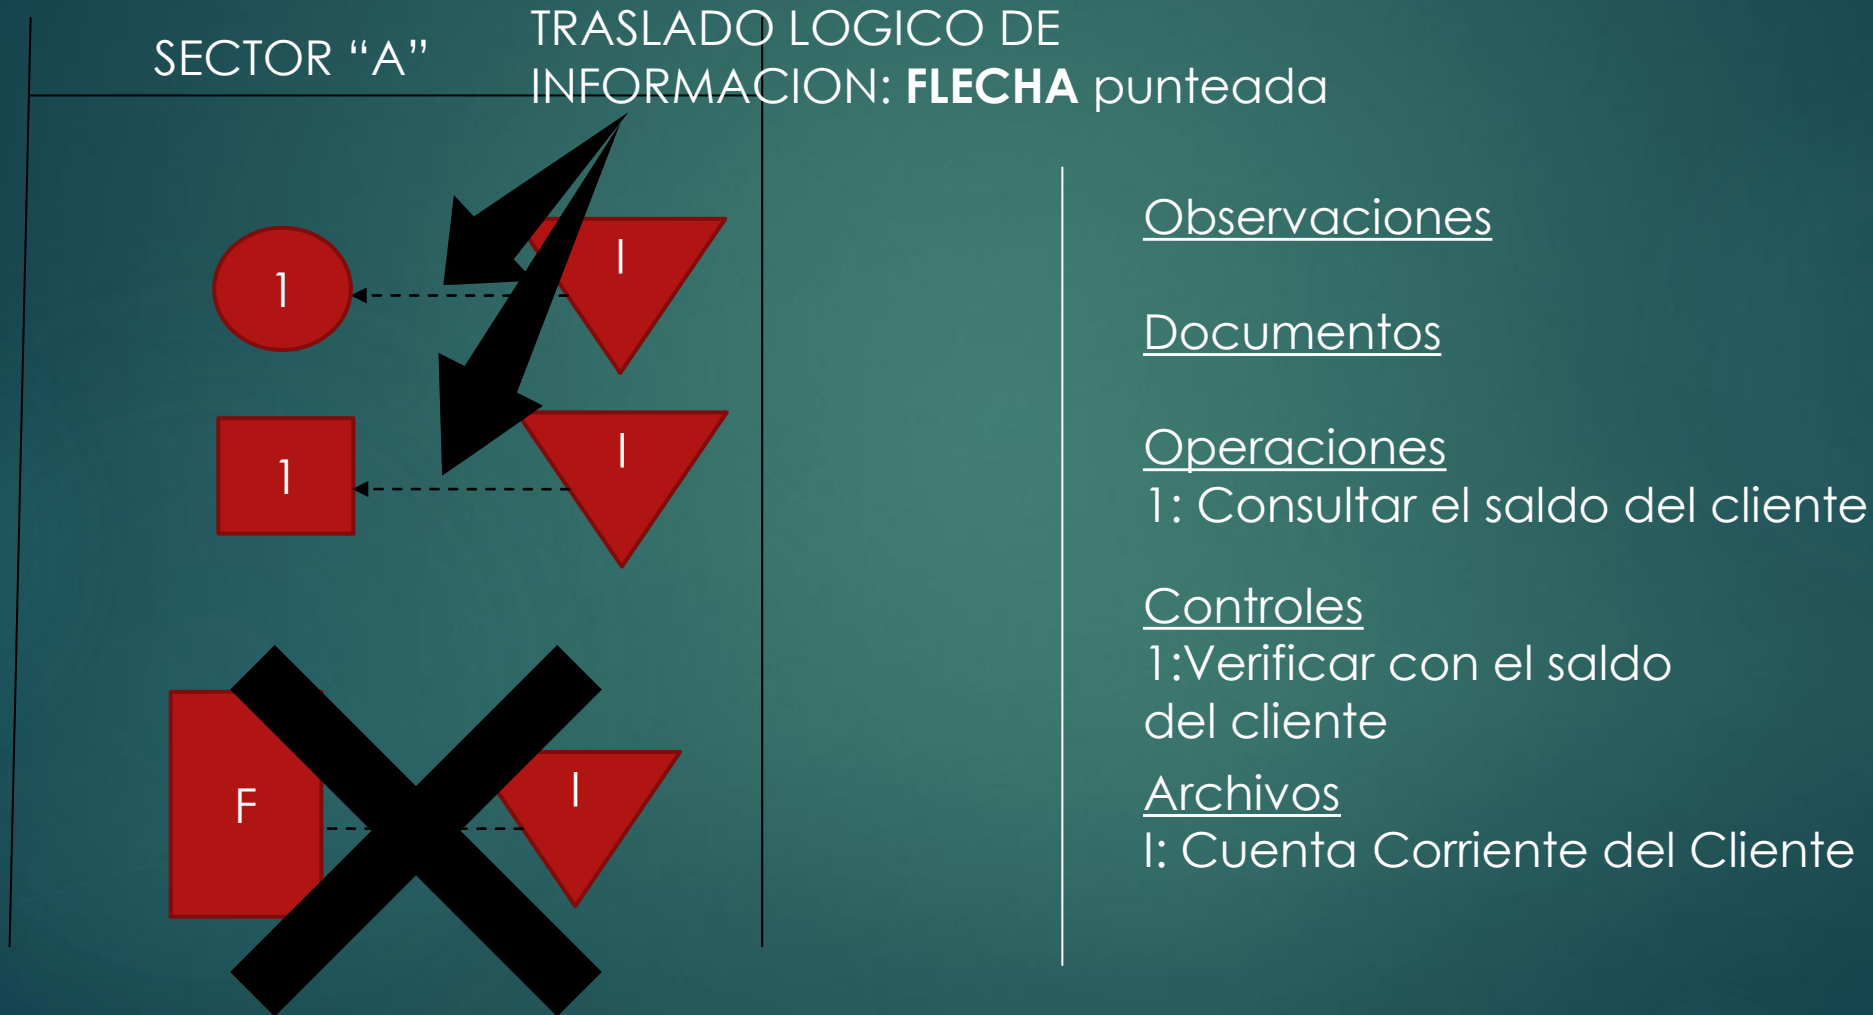 SECTOR “A”
TRASLADO LOGICO DE
INFORMACION: FLECHA punteada
1
I
1
I
F
I
Observaciones
Documentos
Operaciones
1: Consultar el saldo del cliente
Controles
1:Verificar con el saldo
del cliente
Archivos
I: Cuenta Corriente del Cliente